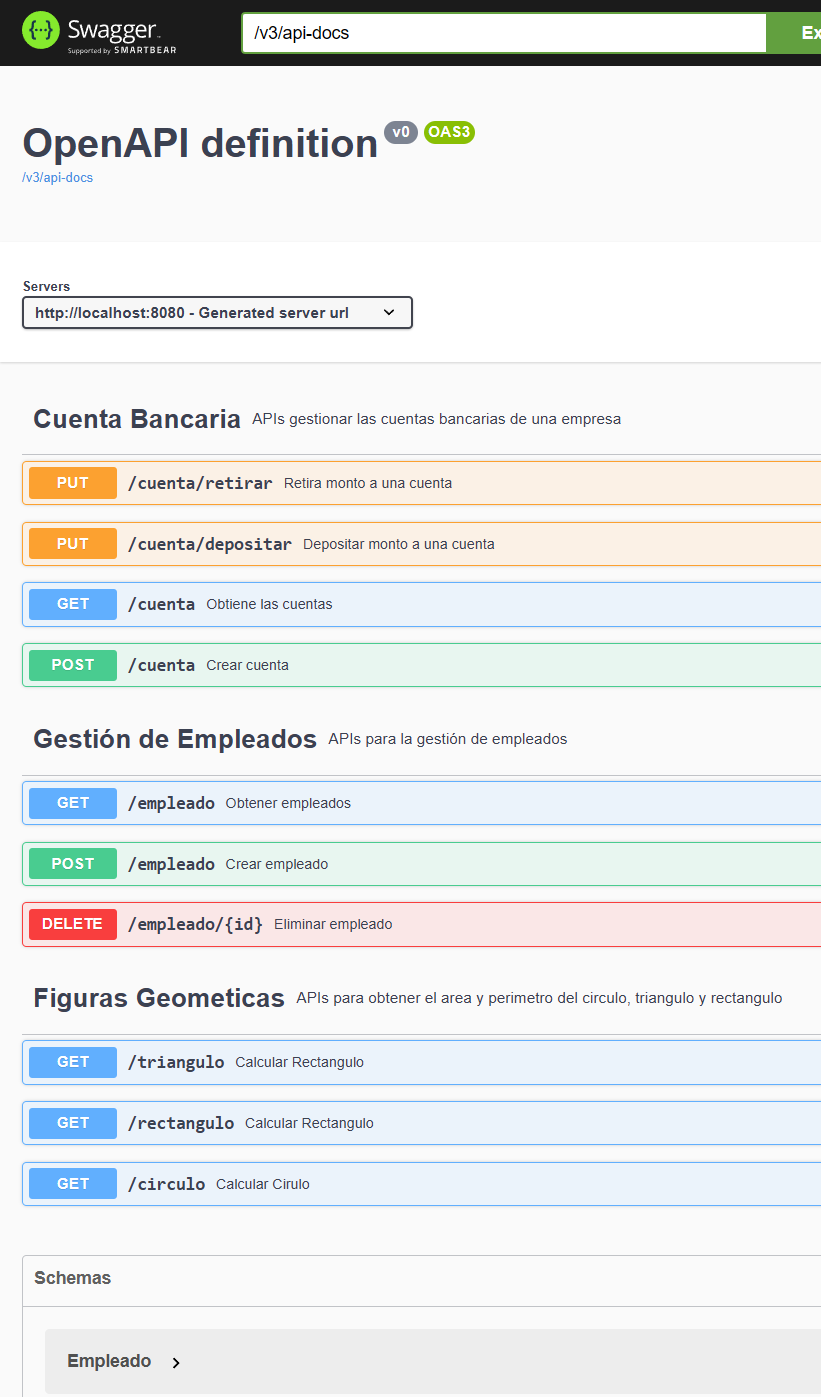 Swagger
Supported by SMARTBEAR
/v3/api-docs
Ex
OpenAPI definition v0 OAS3
/v3/api-docs
Servers
http://localhost:8080 - Generated server url
Cuenta Bancaria APIs gestionar las cuentas bancarias de una empresa
PUT /cuenta/retirar Retira monto a una cuenta
PUT /cuenta/depositar Depositar monto a una cuenta
GET /cuenta Obtiene las cuentas
POST /cuenta Crear cuenta
Gestión de Empleados APIs para la gestión de empleados
GET /empleado Obtener empleados
POST /empleado Crear empleado
DELETE /empleado/{id} Eliminar empleado
Figuras Geometicas APIs para obtener el area y perimetro del circulo, triangulo y rectangulo
GET /triangulo Calcular Rectangulo
GET /rectangulo Calcular Rectangulo
GET /circulo Calcular Cirulo
Schemas
Empleado